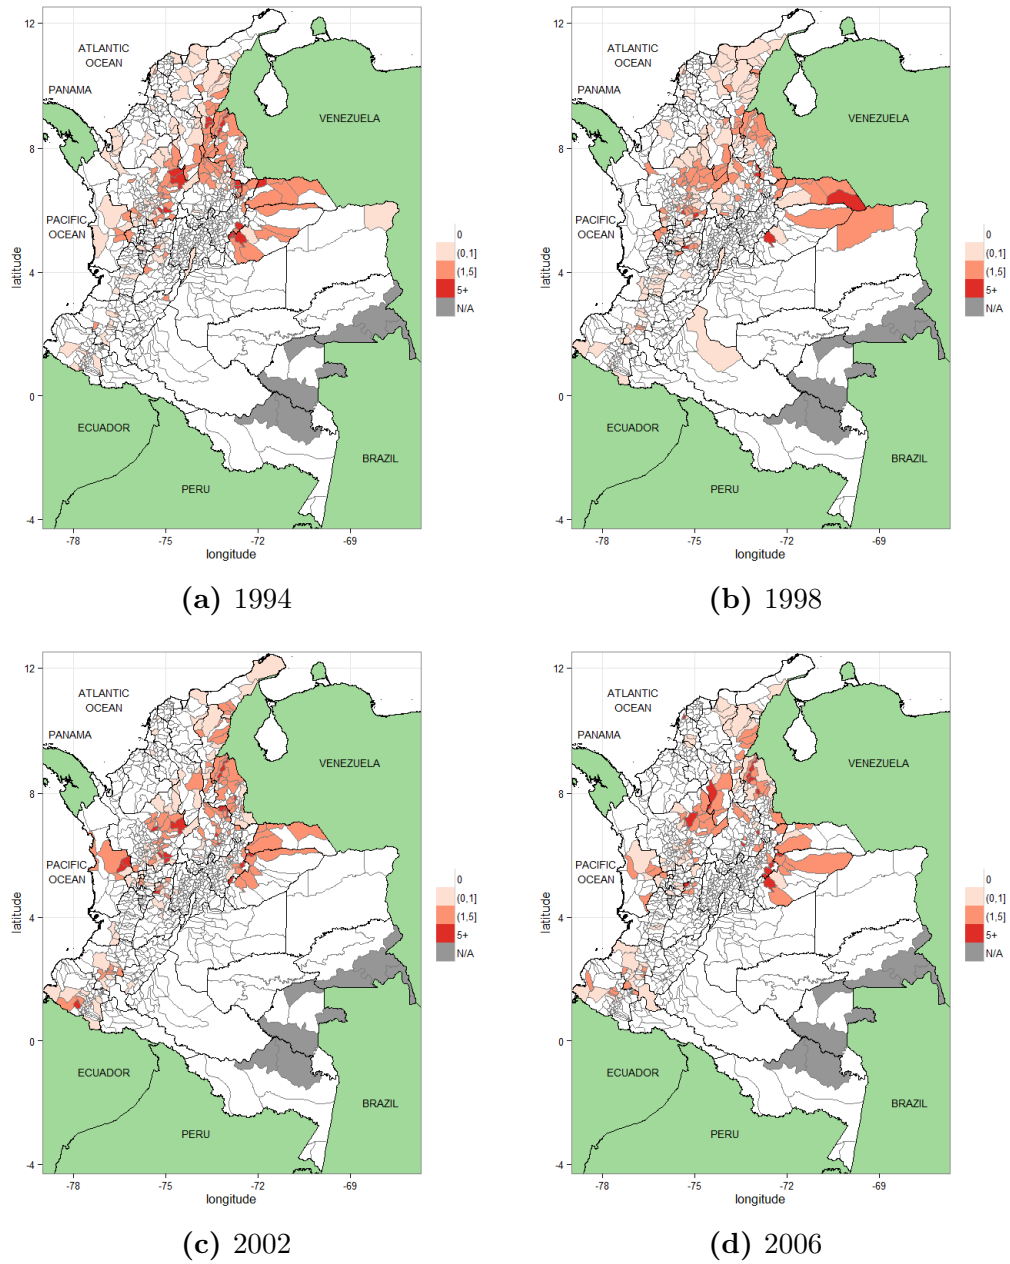 12
8
4
0
-4
-78
-75
-72
-69
latitude
longitude
ATLANTIC
OCEAN
PANAMA
VENEZUELA
PACIFIC
OCEAN
ECUADOR
PERU
BRAZIL
0
(0,1]
(1,5]
5+
N/A
(a) 1994
12
8
4
0
-4
-78
-75
-72
-69
latitude
longitude
ATLANTIC
OCEAN
PANAMA
VENEZUELA
PACIFIC
OCEAN
ECUADOR
PERU
BRAZIL
0
(0,1]
(1,5]
5+
N/A
(b) 1998
12
8
4
0
-4
-78
-75
-72
-69
latitude
longitude
ATLANTIC
OCEAN
PANAMA
VENEZUELA
PACIFIC
OCEAN
ECUADOR
PERU
BRAZIL
0
(0,1]
(1,5]
5+
N/A
(c) 2002
12
8
4
0
-4
-78
-75
-72
-69
latitude
longitude
ATLANTIC
OCEAN
PANAMA
VENEZUELA
PACIFIC
OCEAN
ECUADOR
PERU
BRAZIL
0
(0,1]
(1,5]
5+
N/A
(d) 2006